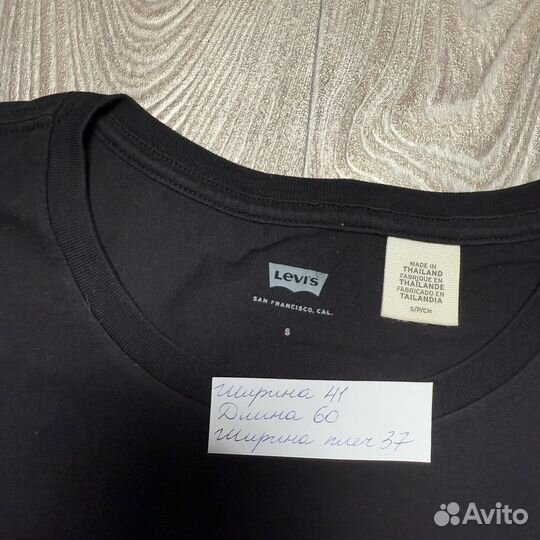 Levi's
SAN FRANCISCO, CAL.
S
MADE IN
THAILAND
FABRIQUE EN
THAÏLANDE
FABRICADO EN
TAILANDIA
S/P/CH
Ширина 41
Длина 60
Ширина плеч 37
Avito